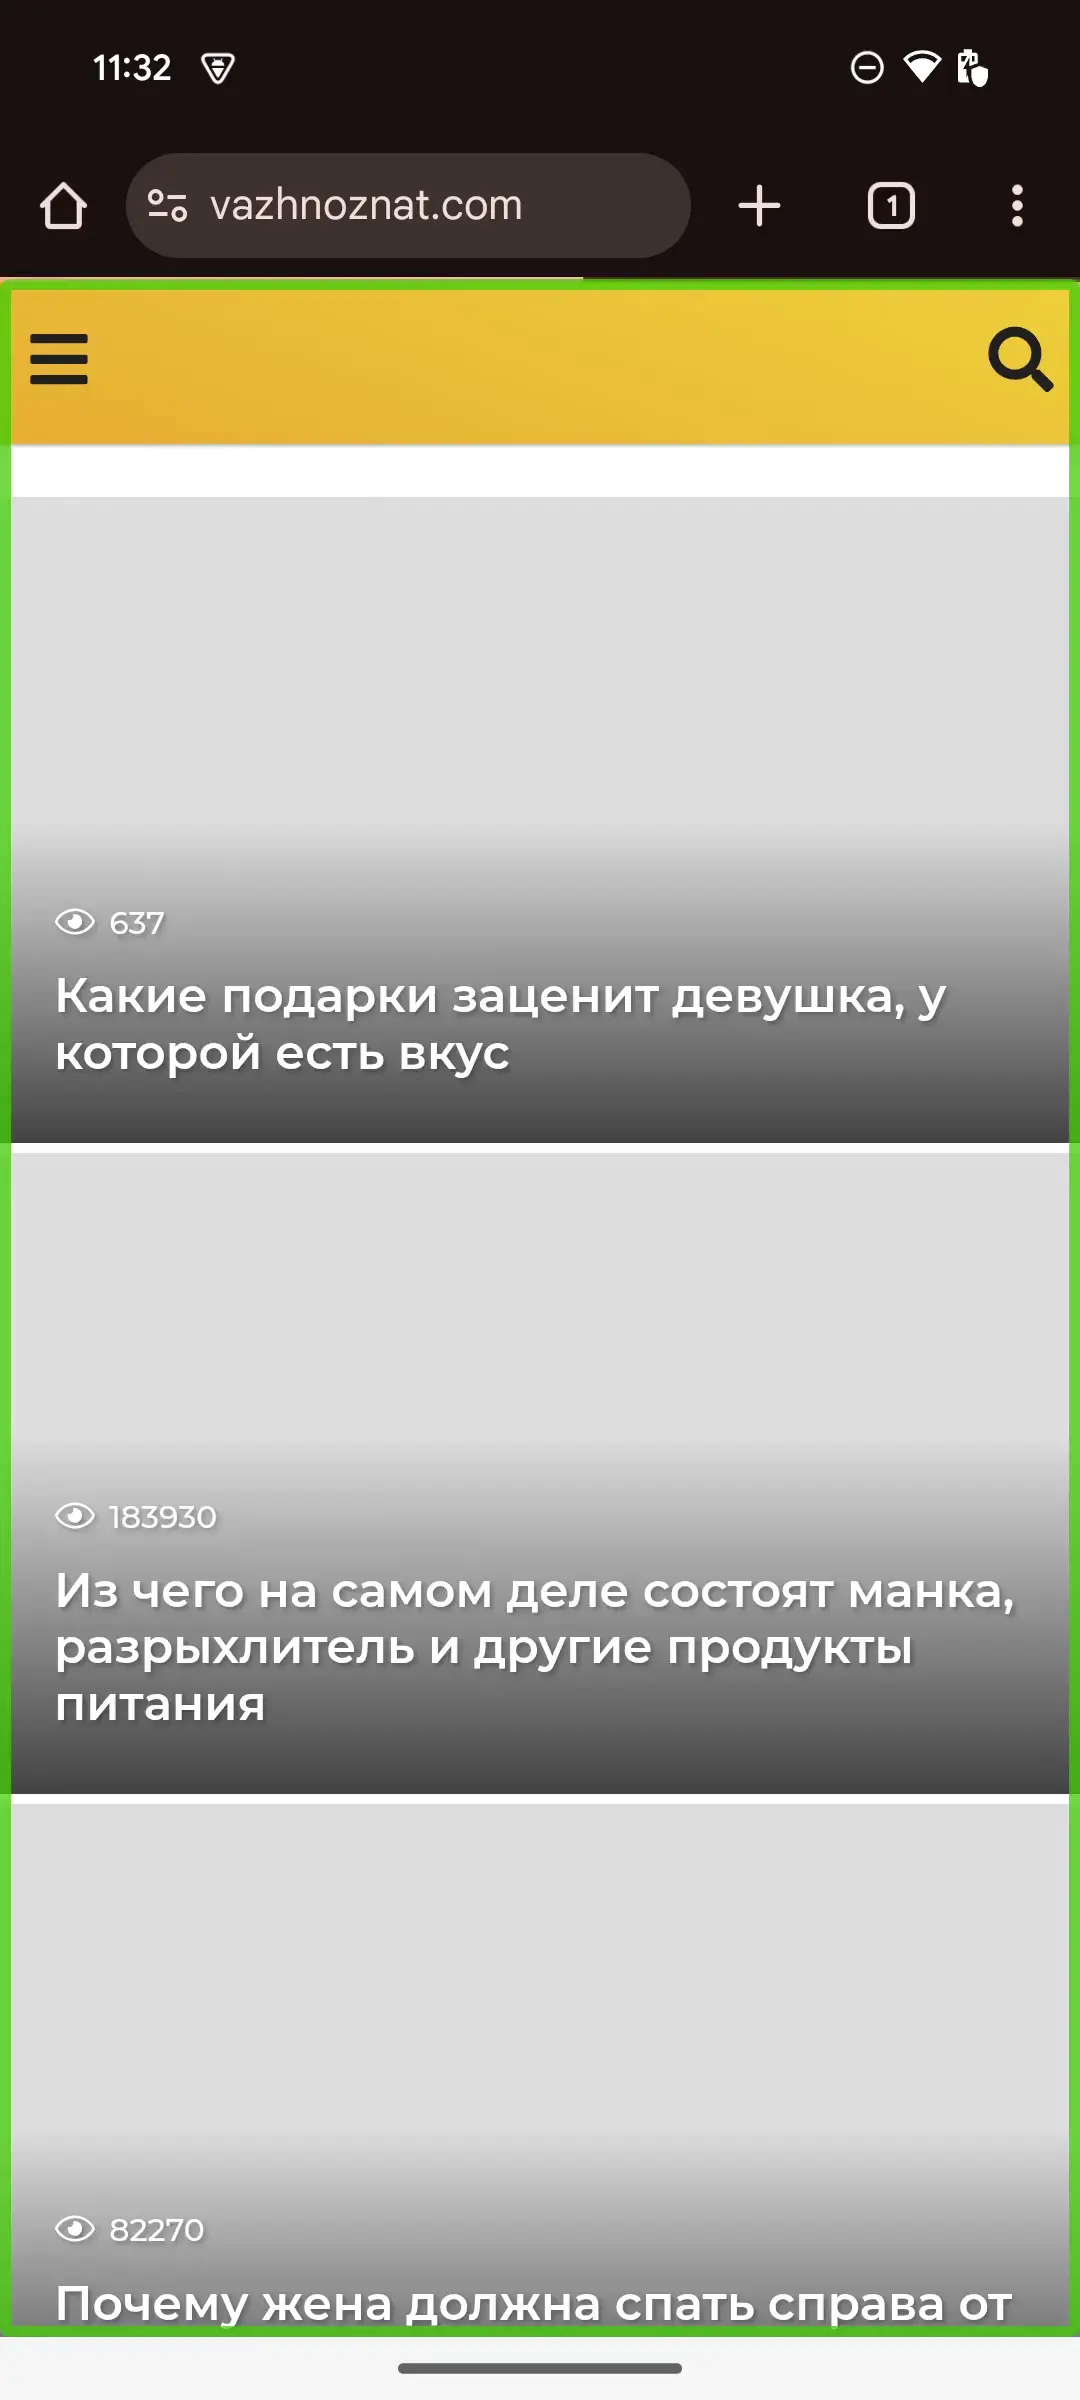 11:32
vazhnoznat.com
1
637
Какие подарки заценит девушка, у
которой есть вкус
183930
Из чего на самом деле состоят манка,
разрыхлитель и другие продукты
питания
82270
Почему жена должна спать справа от